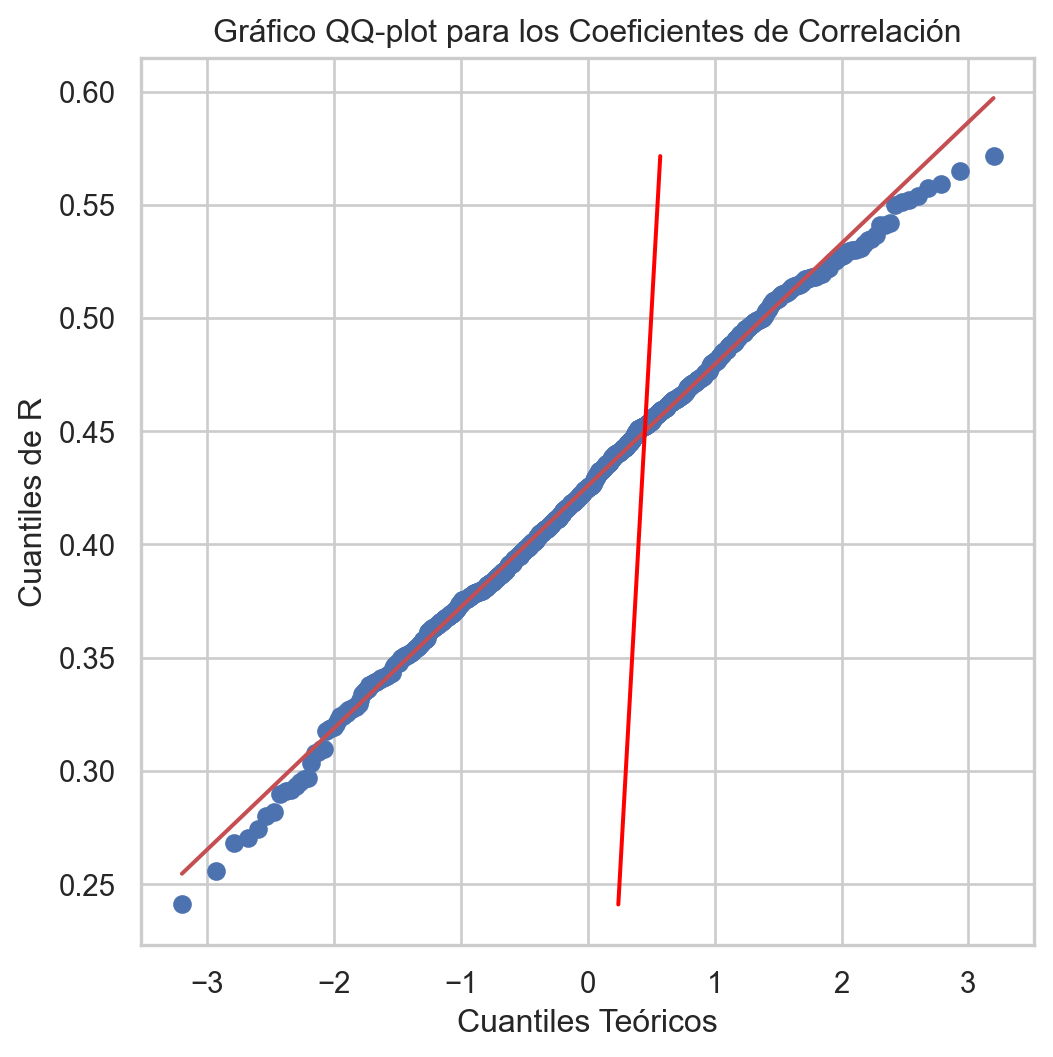 Gráfico QQ-plot para los Coeficientes de Correlación
Cuantiles de R
0.60
0.55
0.50
0.45
0.40
0.35
0.30
0.25
−3 −2 −1 0 1 2 3
Cuantiles Teóricos